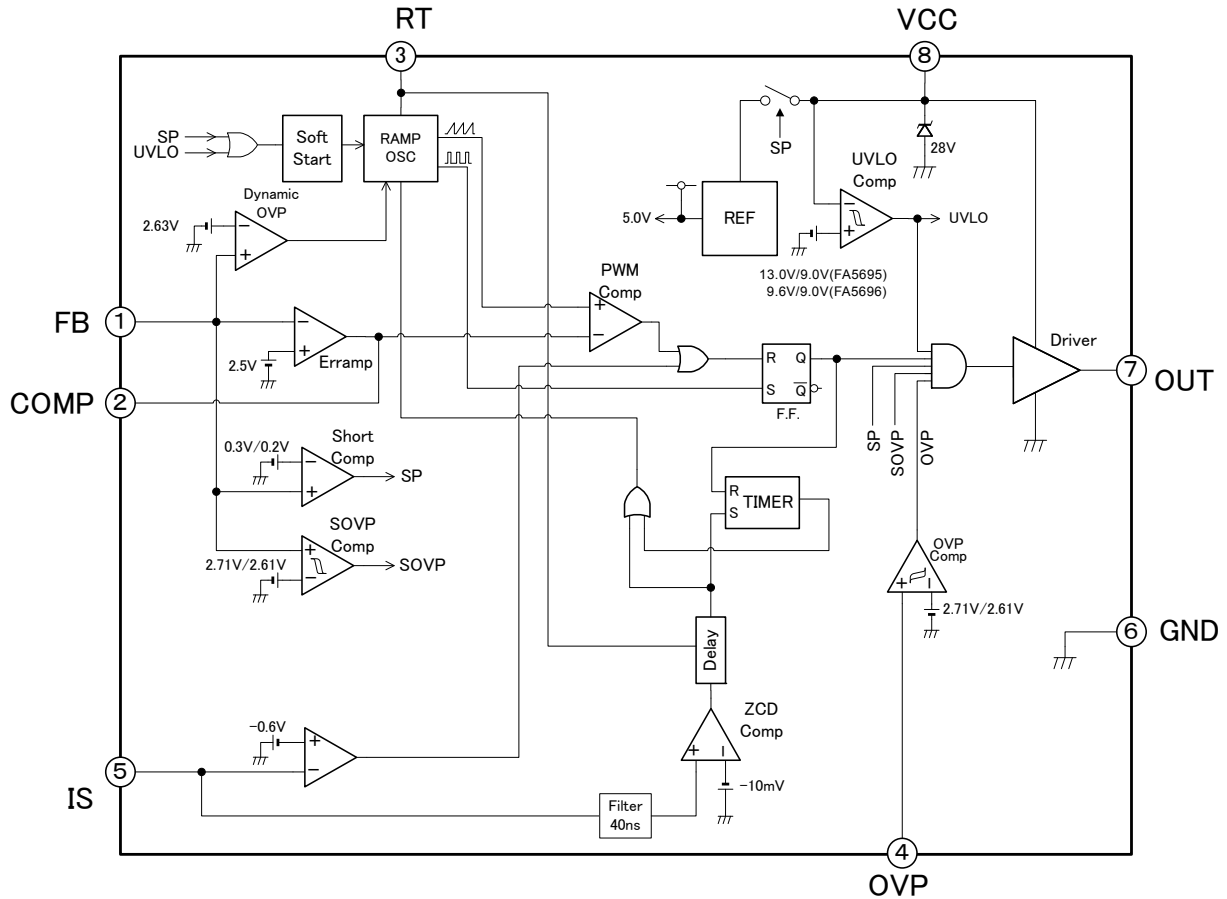 RT
VCC
3
8
SP
UVLO
Soft
Start
RAMP
OSC
SP
28V
UVLO
Comp
Dynamic
OVP
2.63V
−
+
5.0V
REF
−
+
UVLO
13.0V/9.0V(FA5695)
9.6V/9.0V(FA5696)
PWM
Comp
+
−
FB
1
−
+
2.5V
Erramp
R
Q
S
Q
F.F.
Driver
7
OUT
COMP
2
SP
SOVP
OVP
0.3V/0.2V
Short
Comp
−
+
SP
R
S
TIMER
SOVP
Comp
+
−
2.71V/2.61V
SOVP
OVP
Comp
+
−
2.71V/2.61V
6
GND
Delay
−0.6V
+
−
ZCD
Comp
+
−
−10mV
5
IS
Filter
40ns
4
OVP